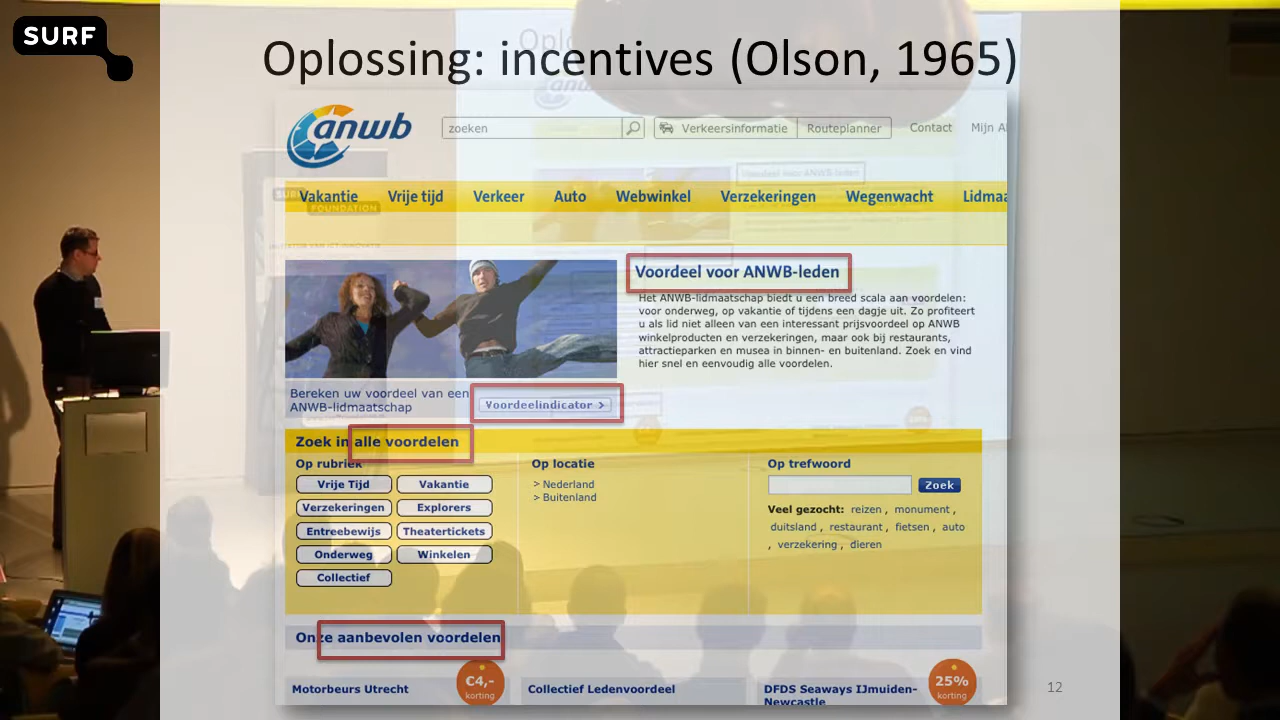 SURF
Oplossing: incentives (Olson, 1965)
anwb
zoeken
Verkeersinformatie
Routeplanner
Contact
Mijn A
Vakantie Vrije tijd Verkeer Auto Webwinkel Verzekeringen Wegenwacht Lidmaa
FOUNDATION
Voordeel voor ANWB-leden
Het ANWB-lidmaatschap biedt u een breed scala aan voordelen:
voor onderweg, op vakantie of tijdens een dagje uit. Zo profiteert
u als lid niet alleen van een interessant prijsvoordeel op ANWB
winkelproducten en verzekeringen, maar ook bij restaurants,
attractieparken en musea in binnen- en buitenland. Zoek en vind
hier snel en eenvoudig alle voordelen.
Bereken uw voordeel van een
ANWB-lidmaatschap
Voordeelindicator >
Zoek in alle voordelen
Op rubriek
Vrije Tijd Vakantie
Verzekeringen Explorers
Entreebewijs Theatertickets
Onderweg Winkelen
Collectief
Op locatie
> Nederland
> Buitenland
Op trefwoord
Zoek
Veel gezocht: reizen , monument ,
duitsland , restaurant , fietsen , auto
, verzekering , dieren
Onze aanbevolen voordelen
Motorbeurs Utrecht
€4,-
korting
Collectief Ledenvoordeel
DFDS Seaways IJmuiden-
Newcastle
25%
korting
12